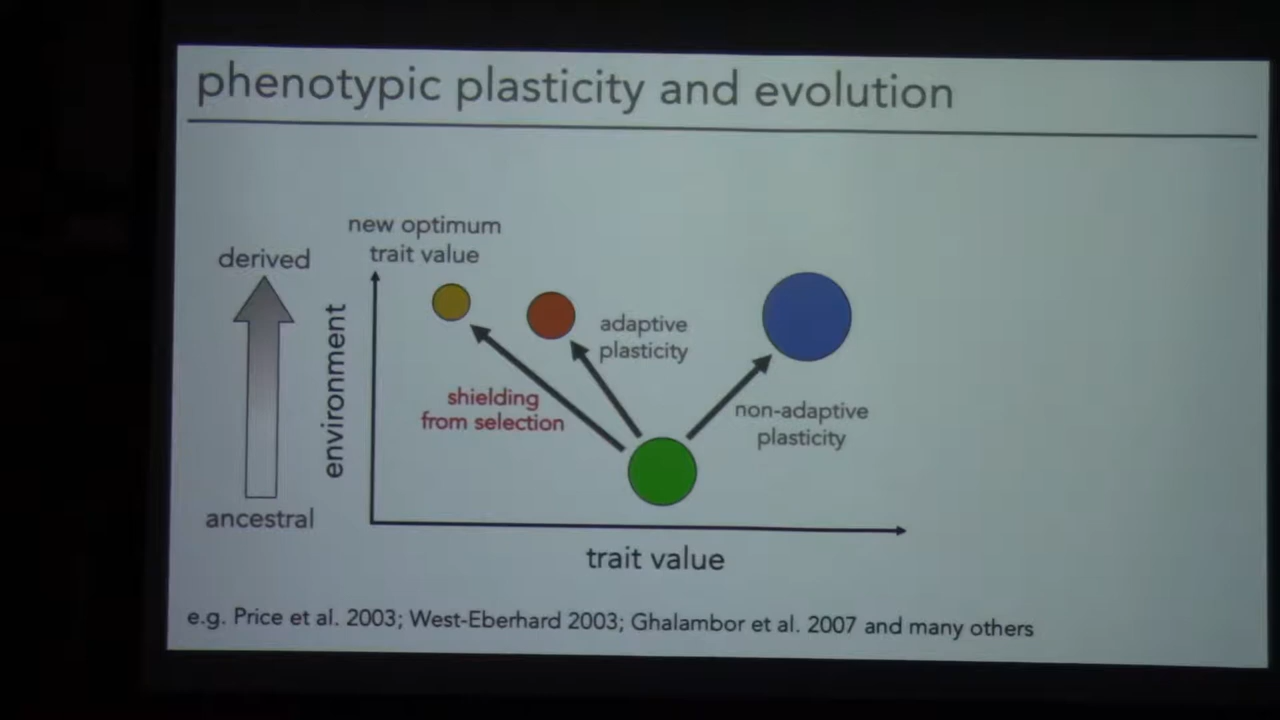 phenotypic plasticity and evolution
new optimum
trait value
derived
environment
ancestral
adaptive
plasticity
shielding
from selection
non-adaptive
plasticity
trait value
e.g. Price et al. 2003; West-Eberhard 2003; Ghalambor et al. 2007 and many others